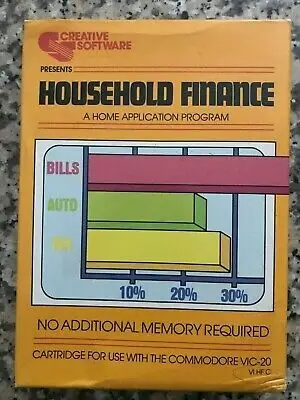 CREATIVE
SOFTWARE
PRESENTS
HOUSEHOLD FINANCE
A HOME APPLICATION PROGRAM
BILLS
AUTO
10% 20% 30%
NO ADDITIONAL MEMORY REQUIRED
CARTRIDGE FOR USE WITH THE COMMODORE VIC-20